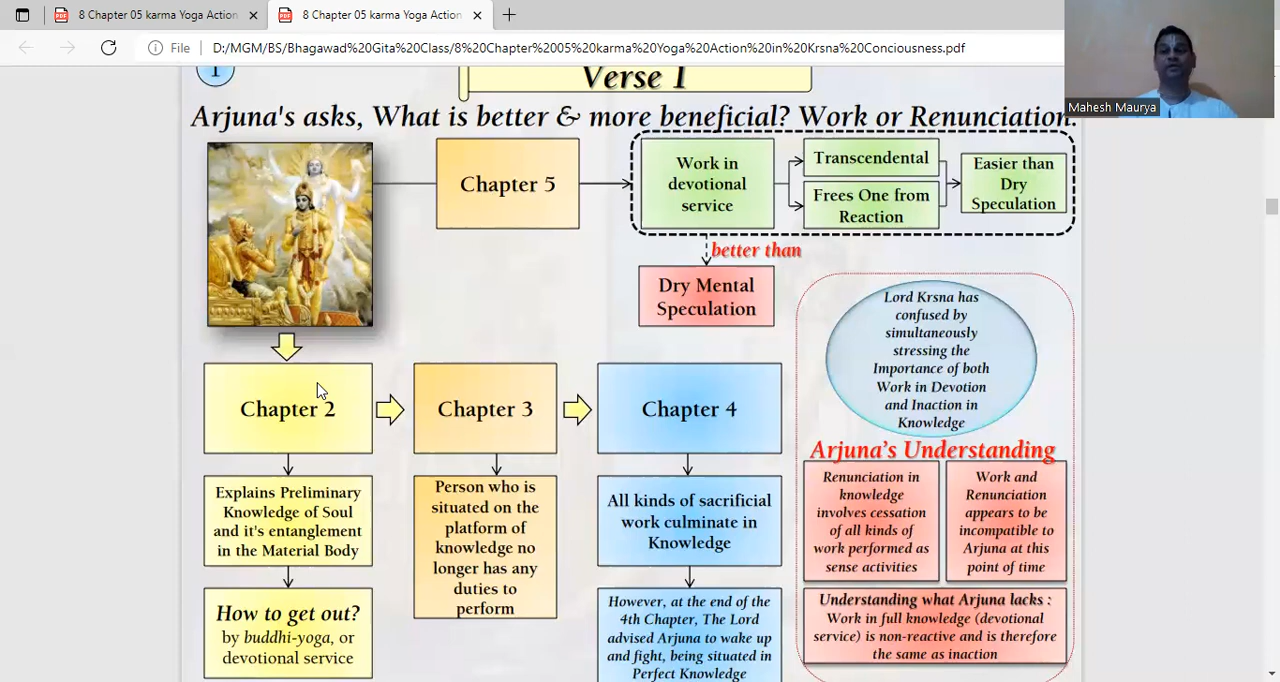 8 Chapter 05 karma Yoga Action
8 Chapter 05 karma Yoga Action
File
D:/MGM/BS/Bhagawad%20Gita%20Class/8%20Chapter%2005%20karma%20Yoga%20Action%20in%20Krsna%20Conciousness.pdf
Mahesh Maurya
1
Verse 1
Arjuna's asks, What is better & more beneficial? Work or Renunciation.
Chapter 5
Work in
devotional
service
Transcendental
Frees One from
Reaction
Easier than
Dry
Speculation
better than
Dry Mental
Speculation
Chapter 2
Chapter 3
Chapter 4
Explains Preliminary
Knowledge of Soul
and it's entanglement
in the Material Body
How to get out?
by buddhi-yoga, or
devotional service
Person who is
situated on the
platform of
knowledge no
longer has any
duties to
perform
All kinds of sacrificial
work culminate in
Knowledge
However, at the end of the
4th Chapter, The Lord
advised Arjuna to wake up
and fight, being situated in
Perfect Knowledge
Lord Krsna has
confused by
simultaneously
stressing the
Importance of both
Work in Devotion
and Inaction in
Knowledge
Arjuna's Understanding
Renunciation in
knowledge
involves cessation
of all kinds of
work performed as
sense activities
Work and
Renunciation
appears to be
incompatible to
Arjuna at this
point of time
Understanding what Arjuna lacks :
Work in full knowledge (devotional
service) is non-reactive and is therefore
the same as inaction